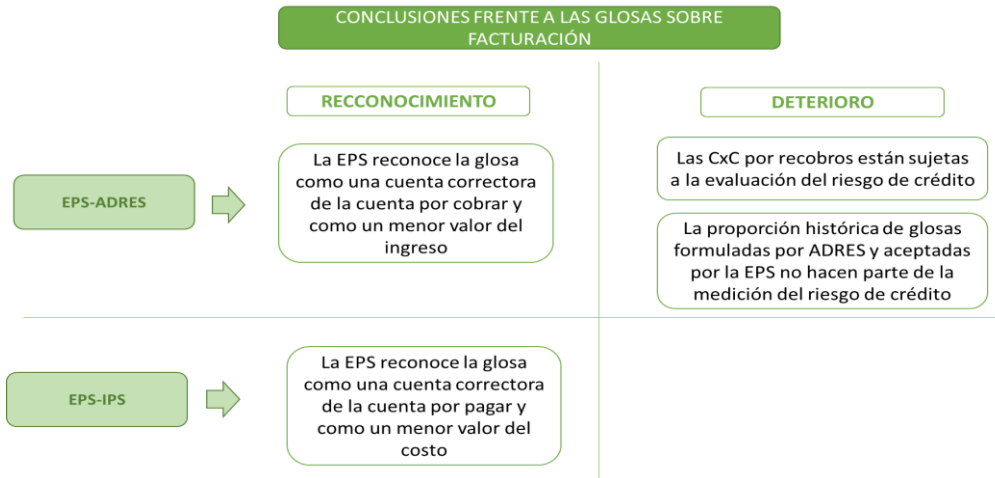 CONCLUSIONES FRENTE A LAS GLOSAS SOBRE
FACTURACIÓN
RECCONOCIMIENTO
DETERIORO
EPS-ADRES
La EPS reconoce la glosa
como una cuenta correctora
de la cuenta por cobrar y
como un menor valor del
ingreso
Las CxC por recobros están sujetas
a la evaluación del riesgo de crédito
La proporción histórica de glosas
formuladas por ADRES y aceptadas
por la EPS no hacen parte de la
medición del riesgo de crédito
EPS-IPS
La EPS reconoce la glosa
como una cuenta correctora
de la cuenta por pagar y
como un menor valor del
costo